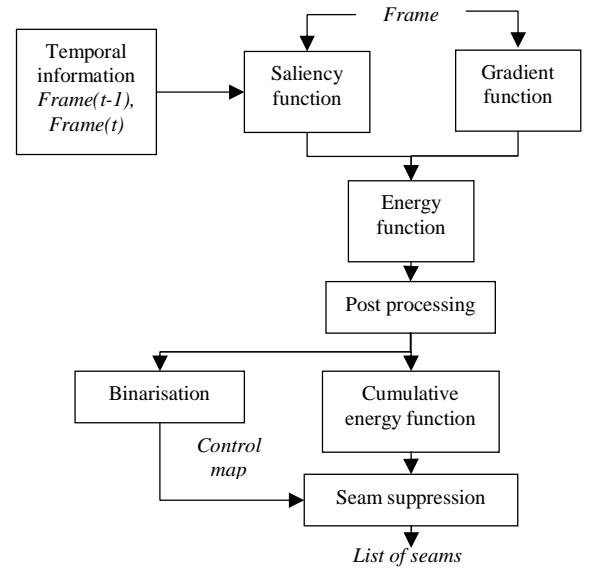 Frame
Temporal
information
Frame(t-1),
Frame(t)
Saliency
function
Gradient
function
Energy
function
Post processing
Binarisation
Cumulative
energy function
Control
map
Seam suppression
List of seams